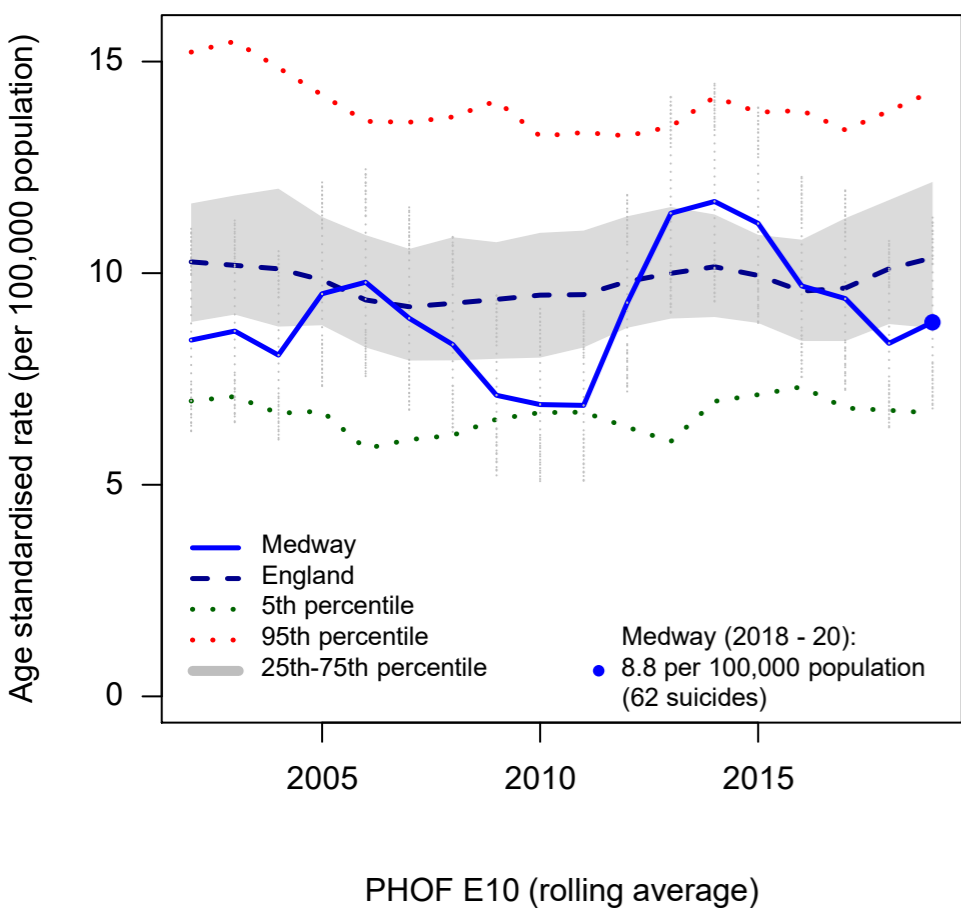 Age standardised rate (per 100,000 population)
15
10
5
0
Medway
England
5th percentile
95th percentile
25th-75th percentile
Medway (2018 - 20):
8.8 per 100,000 population
(62 suicides)
2005
2010
2015
PHOF E10 (rolling average)